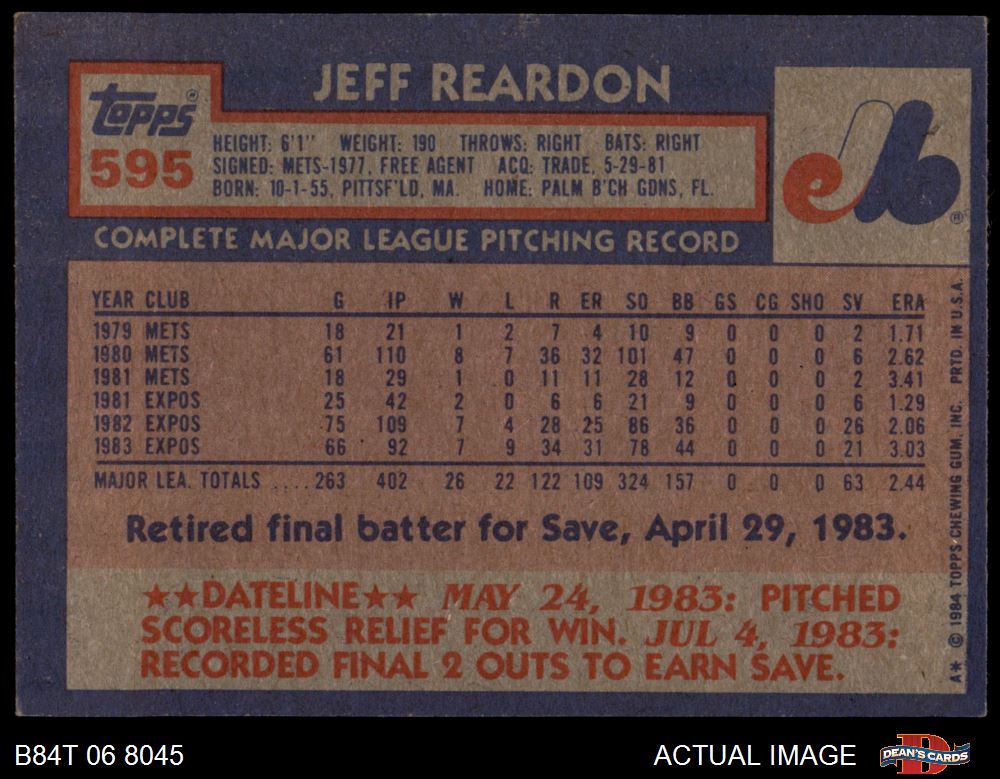 JEFF REARDON
Topps®
595
HEIGHT: 6'1" WEIGHT: 190 THROWS: RIGHT BATS: RIGHT
SIGNED: METS-1977, FREE AGENT ACQ: TRADE, 5-29-81
BORN: 10-1-55, PITTSF'LD, MA. HOME: PALM B'CH GDNS, FL.
eb®
COMPLETE MAJOR LEAGUE PITCHING RECORD
YEAR CLUB G IP W L R ER SO BB GS CG SHO SV ERA
1979 METS 18 21 1 2 7 4 10 9 0 0 0 2 1.71
1980 METS 61 110 8 7 36 32 101 47 0 0 0 6 2.62
1981 METS 18 29 1 0 11 11 28 12 0 0 0 2 3.41
1981 EXPOS 25 42 2 0 6 6 21 9 0 0 0 6 1.29
1982 EXPOS 75 109 7 4 28 25 86 36 0 0 0 26 2.06
1983 EXPOS 66 92 7 9 34 31 78 44 0 0 0 21 3.03
MAJOR LEA. TOTALS ....263 402 26 22 122 109 324 157 0 0 0 63 2.44
Retired final batter for Save, April 29, 1983.
★★DATELINE★★ MAY 24, 1983: PITCHED
SCORELESS RELIEF FOR WIN. JUL 4, 1983:
RECORDED FINAL 2 OUTS TO EARN SAVE.
A* © 1984 TOPPS CHEWING GUM, INC. PRTD. IN U.S.A.
B84T 06 8045
ACTUAL IMAGE
DEAN'S CARDS